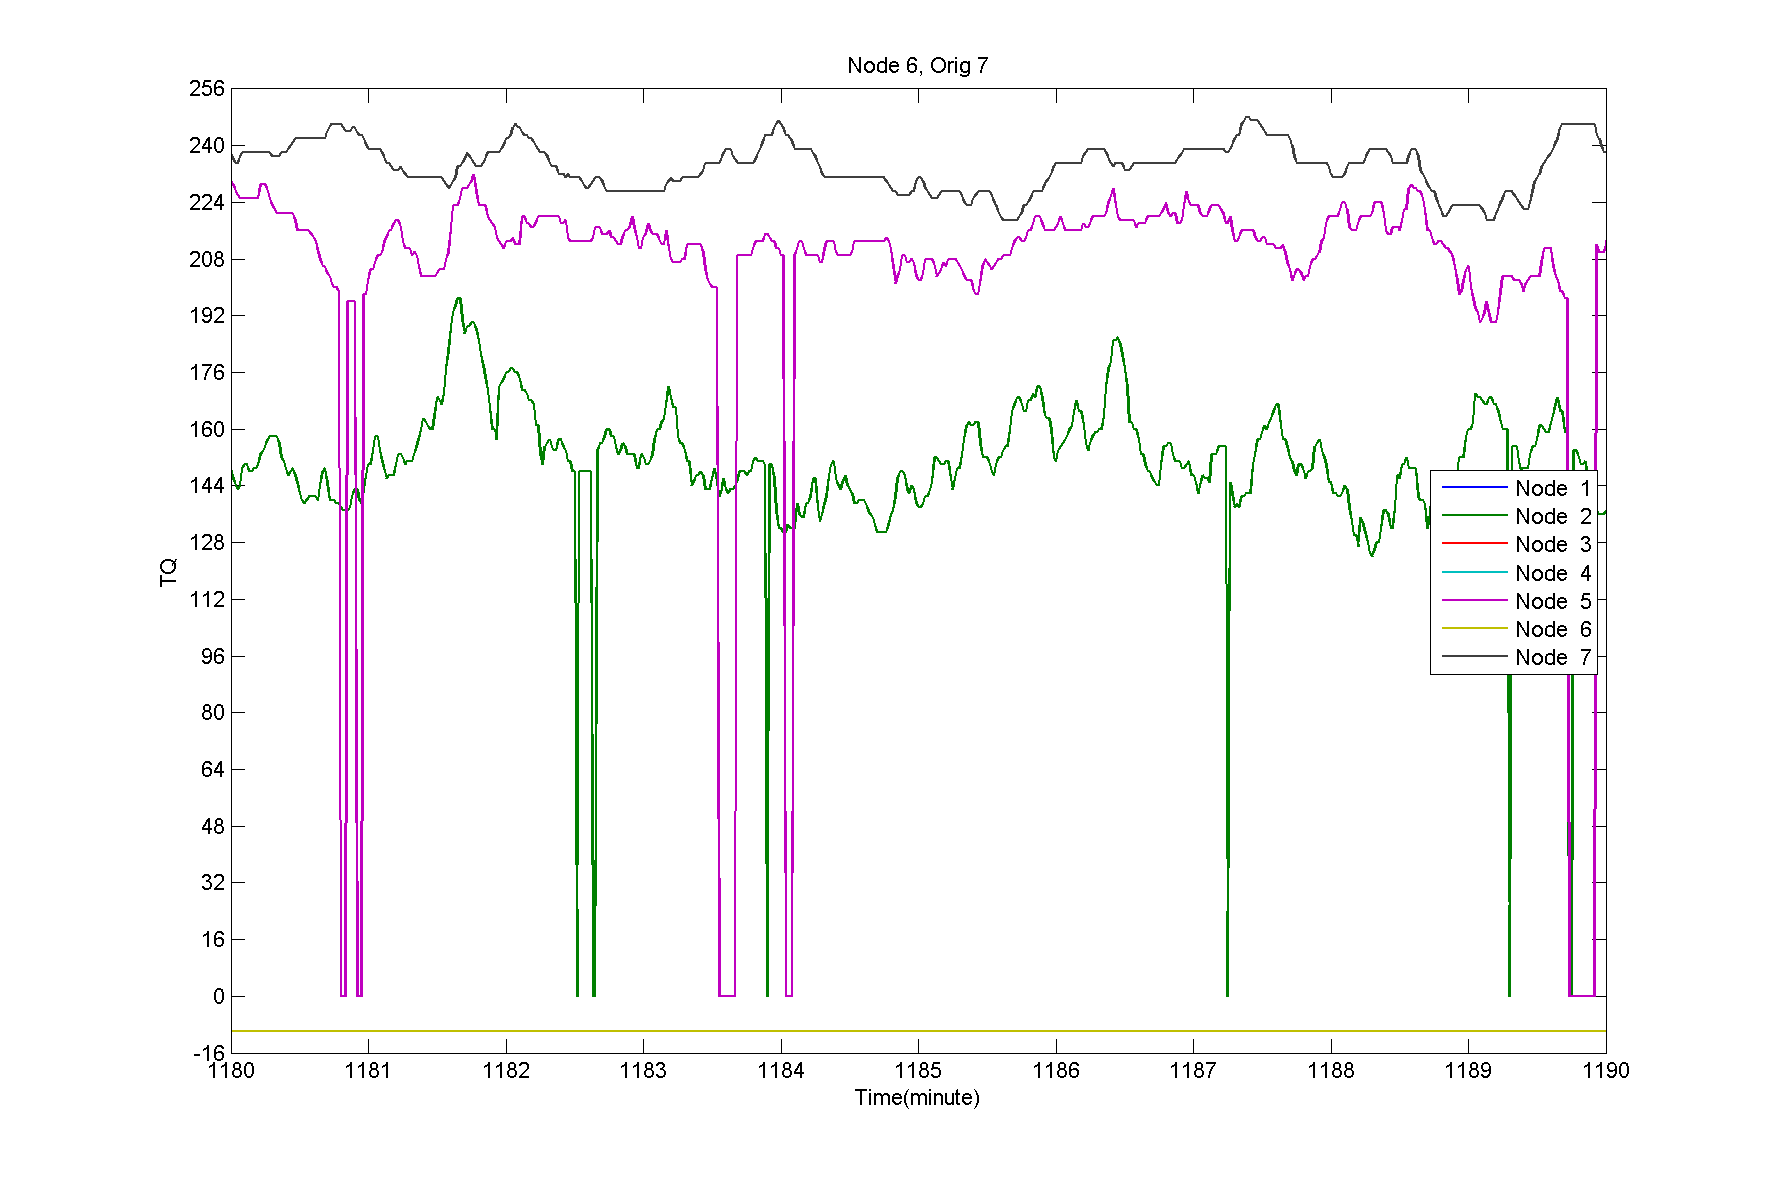 Node 6, Orig 7
256
240
224
208
192
176
160
144
128
112
96
80
64
48
32
16
0
-16
TQ
Node 1
Node 2
Node 3
Node 4
Node 5
Node 6
Node 7
1180 1181 1182 1183 1184 1185 1186 1187 1188 1189 1190
Time(minute)